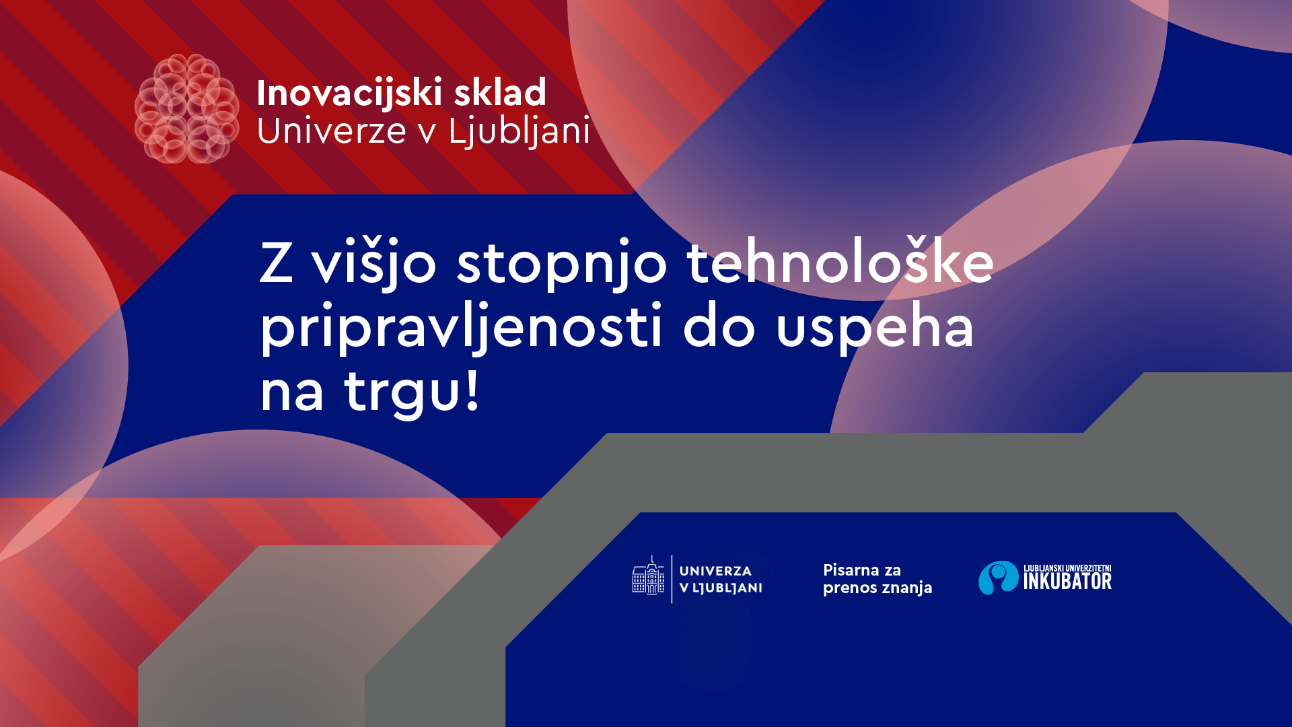 Inovacijski sklad
Univerze v Ljubljani
Z višjo stopnjo tehnološke
pripravljenosti do uspeha
na trgu!
UNIVERZA
V LJUBLJANI
Pisarna za
prenos znanja
LJUBLJANSKI UNIVERZITETNI
INKUBATOR